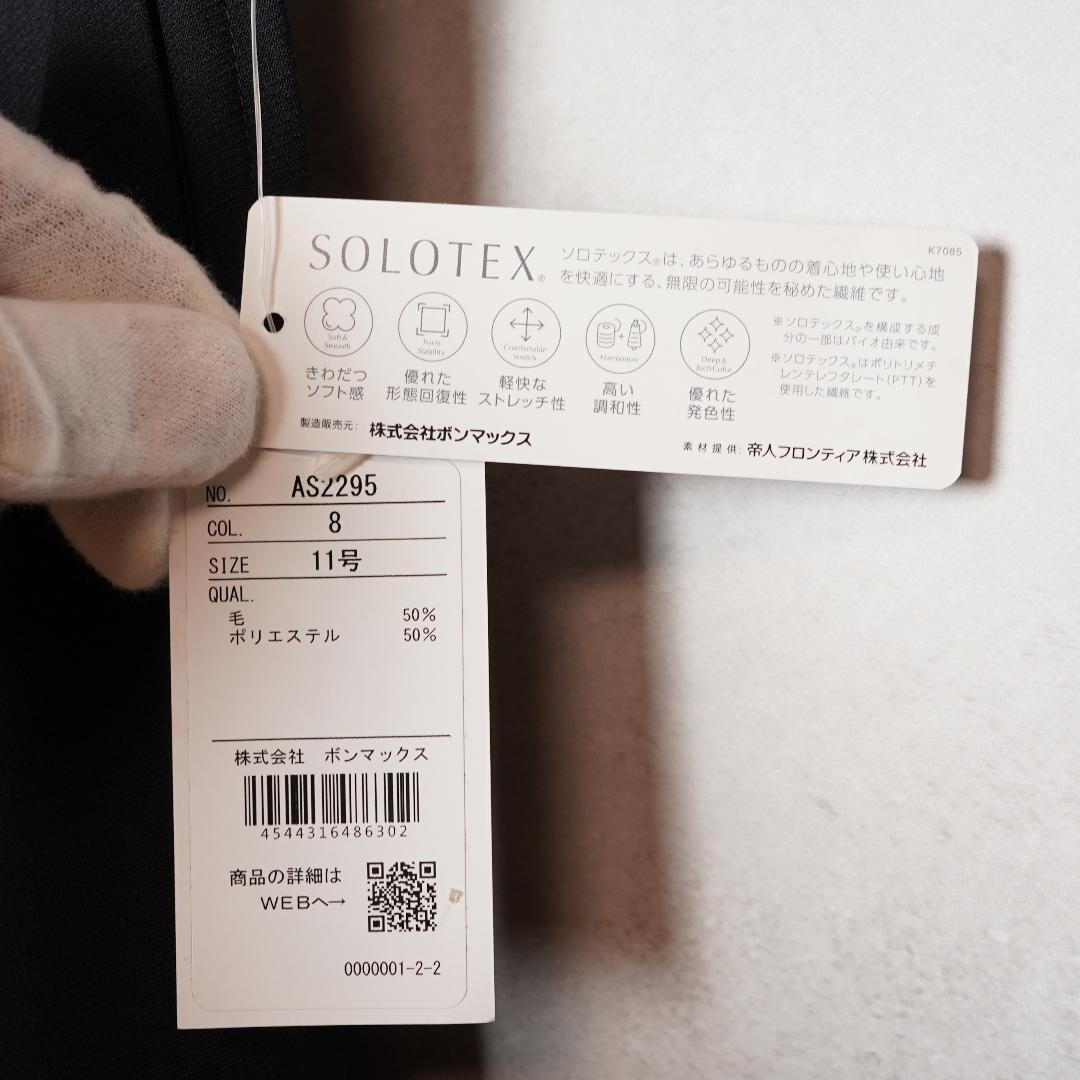 K7085
SOLOTEX®
ソロテックス®は、あらゆるものの着心地や使い心地
を快適にする、無限の可能性を秘めた繊維です。
Soft &
Smooth
きわだつ
ソフト感
Form
Stability
優れた
形態回復性
Comfortable
Stretch
軽快な
ストレッチ性
Harmonize
高い
調和性
Deep &
Rich Color
優れた
発色性
※ソロテックス®を構成する成
分の一部はバイオ由来です。
※ソロテックス®はポリトリメチ
レンテレフタレート(PTT)を
使用した繊維です。
製造販売元: 株式会社ボンマックス
素材提供: 帝人フロンティア株式会社
NO. AS2295
COL. 8
SIZE 11号
QUAL.
毛 50%
ポリエステル 50%
株式会社 ボンマックス
4544316486302
商品の詳細は
WEBへ→
0000001-2-2